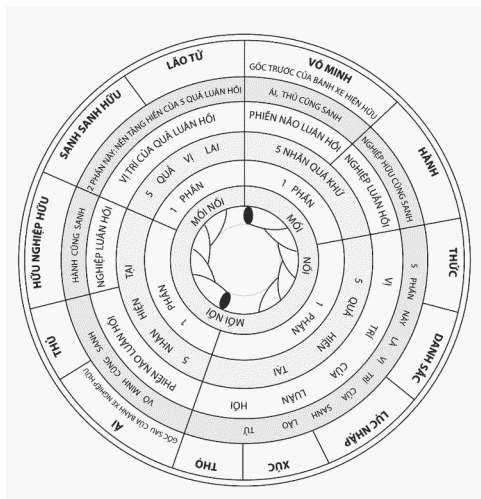 VÔ MINH
GỐC TRƯỚC CỦA BÁNH XE HIỆN HỮU
ÁI, THỦ CÙNG SANH
PHIỀN NÃO LUÂN HỒI
5 NHÂN QUÁ KHỨ
1 PHẦN
HÀNH
NGHIỆP HỮU CÙNG SANH
NGHIỆP LUÂN HỒI
THỨC
DANH SẮC
LỤC NHẬP
XÚC
THỌ
5 PHẦN NÀY LÀ VỊ TRÍ CỦA SANH LÃO TỬ
VỊ TRÍ CỦA QUẢ LUÂN HỒI
5 QUẢ HIỆN TẠI
1 PHẦN
ÁI
GỐC SAU CỦA BÁNH XE NGHIỆP HỮU
THỦ
VÔ MINH CÙNG SANH
PHIỀN NÃO LUÂN HỒI
HỮU NGHIỆP HỮU
HÀNH CÙNG SANH
NGHIỆP LUÂN HỒI
5 NHÂN HIỆN TẠI
1 PHẦN
SANH SANH HỮU
LÃO TỬ
2 PHẦN NÀY: NỀN TẢNG HIỆN CỦA 5 QUẢ LUÂN HỒI
VỊ TRÍ CỦA QUẢ LUÂN HỒI
5 QUẢ VỊ LAI
1 PHẦN
MỐI NỐI
MỐI NỐI
MỐI NỐI